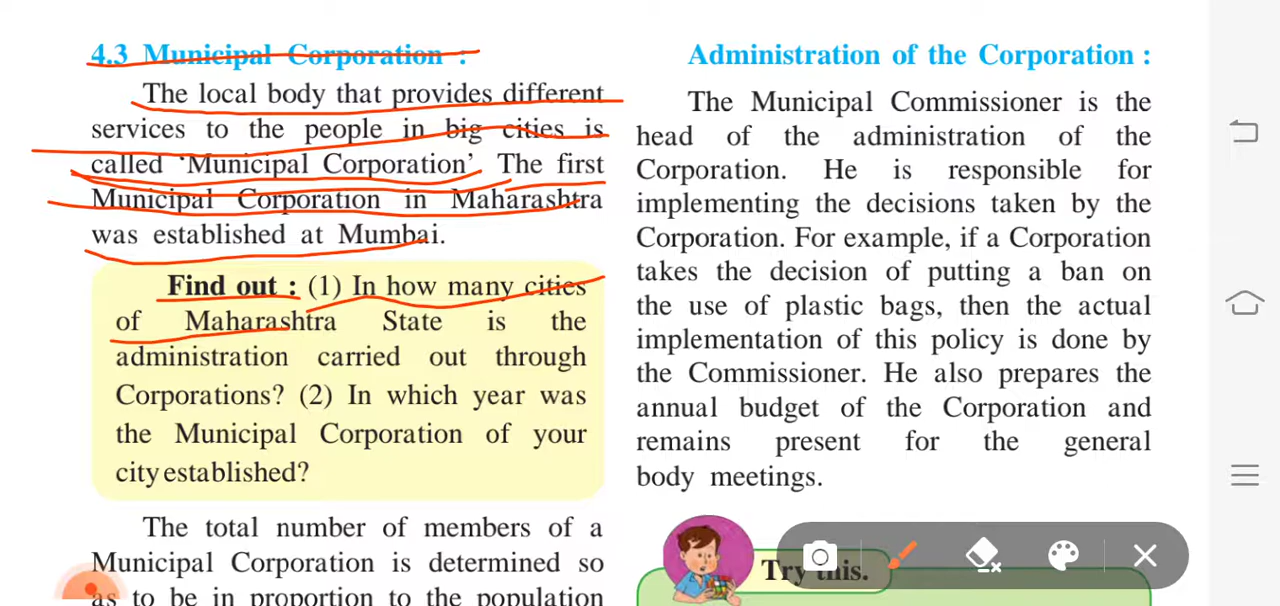 4.3 Municipal Corporation :
The local body that provides different
services to the people in big cities is
called ‘Municipal Corporation’. The first
Municipal Corporation in Maharashtra
was established at Mumbai.
Find out : (1) In how many cities
of Maharashtra State is the
administration carried out through
Corporations? (2) In which year was
the Municipal Corporation of your
city established?
The total number of members of a
Municipal Corporation is determined so
as to be in proportion to the population
Administration of the Corporation :
The Municipal Commissioner is the
head of the administration of the
Corporation. He is responsible for
implementing the decisions taken by the
Corporation. For example, if a Corporation
takes the decision of putting a ban on
the use of plastic bags, then the actual
implementation of this policy is done by
the Commissioner. He also prepares the
annual budget of the Corporation and
remains present for the general
body meetings.
Try this.